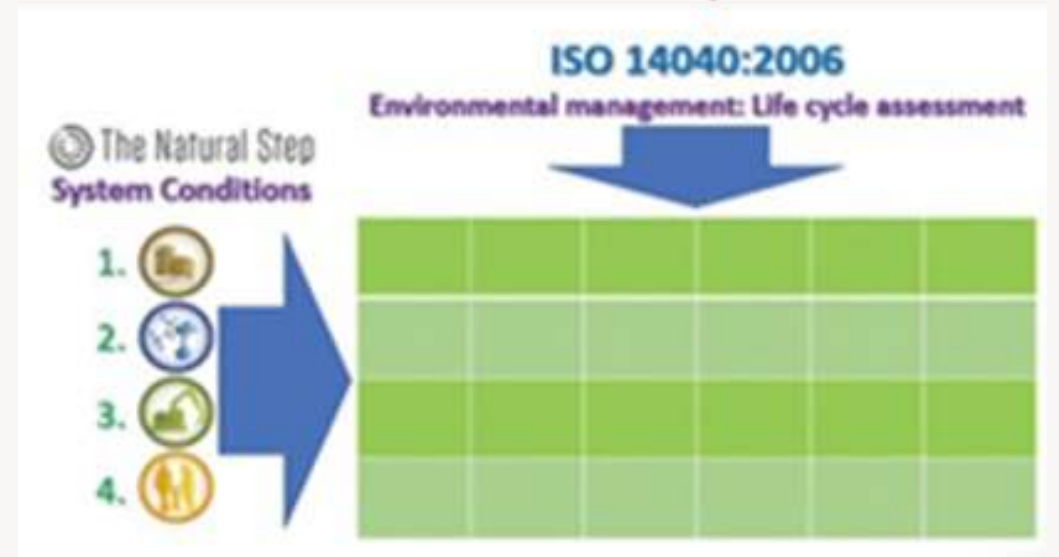 ISO 14040:2006
Environmental management: Life cycle assessment
The Natural Step
System Conditions
1.
2.
3.
4.